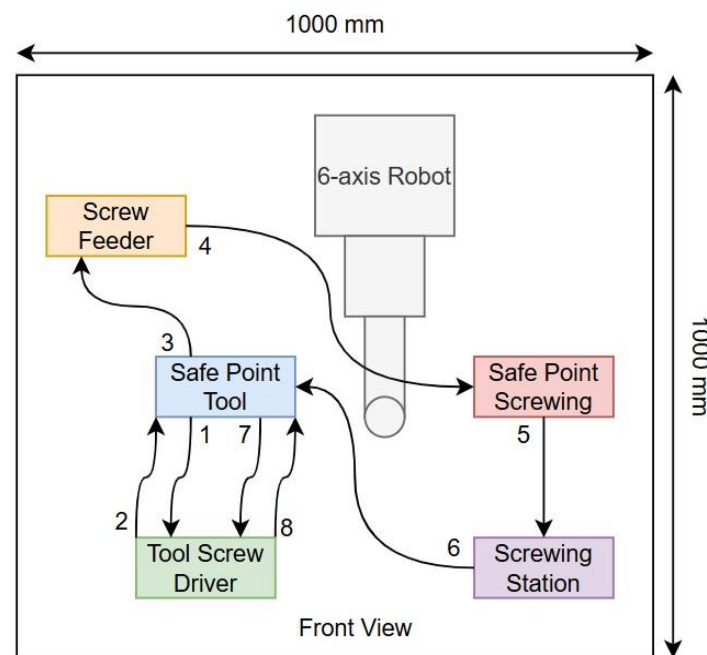 1000 mm
6-axis Robot
Screw
Feeder
4
3
Safe Point
Tool
Safe Point
Screwing
1
7
5
2
8
6
Tool Screw
Driver
Screwing
Station
Front View
1000 mm